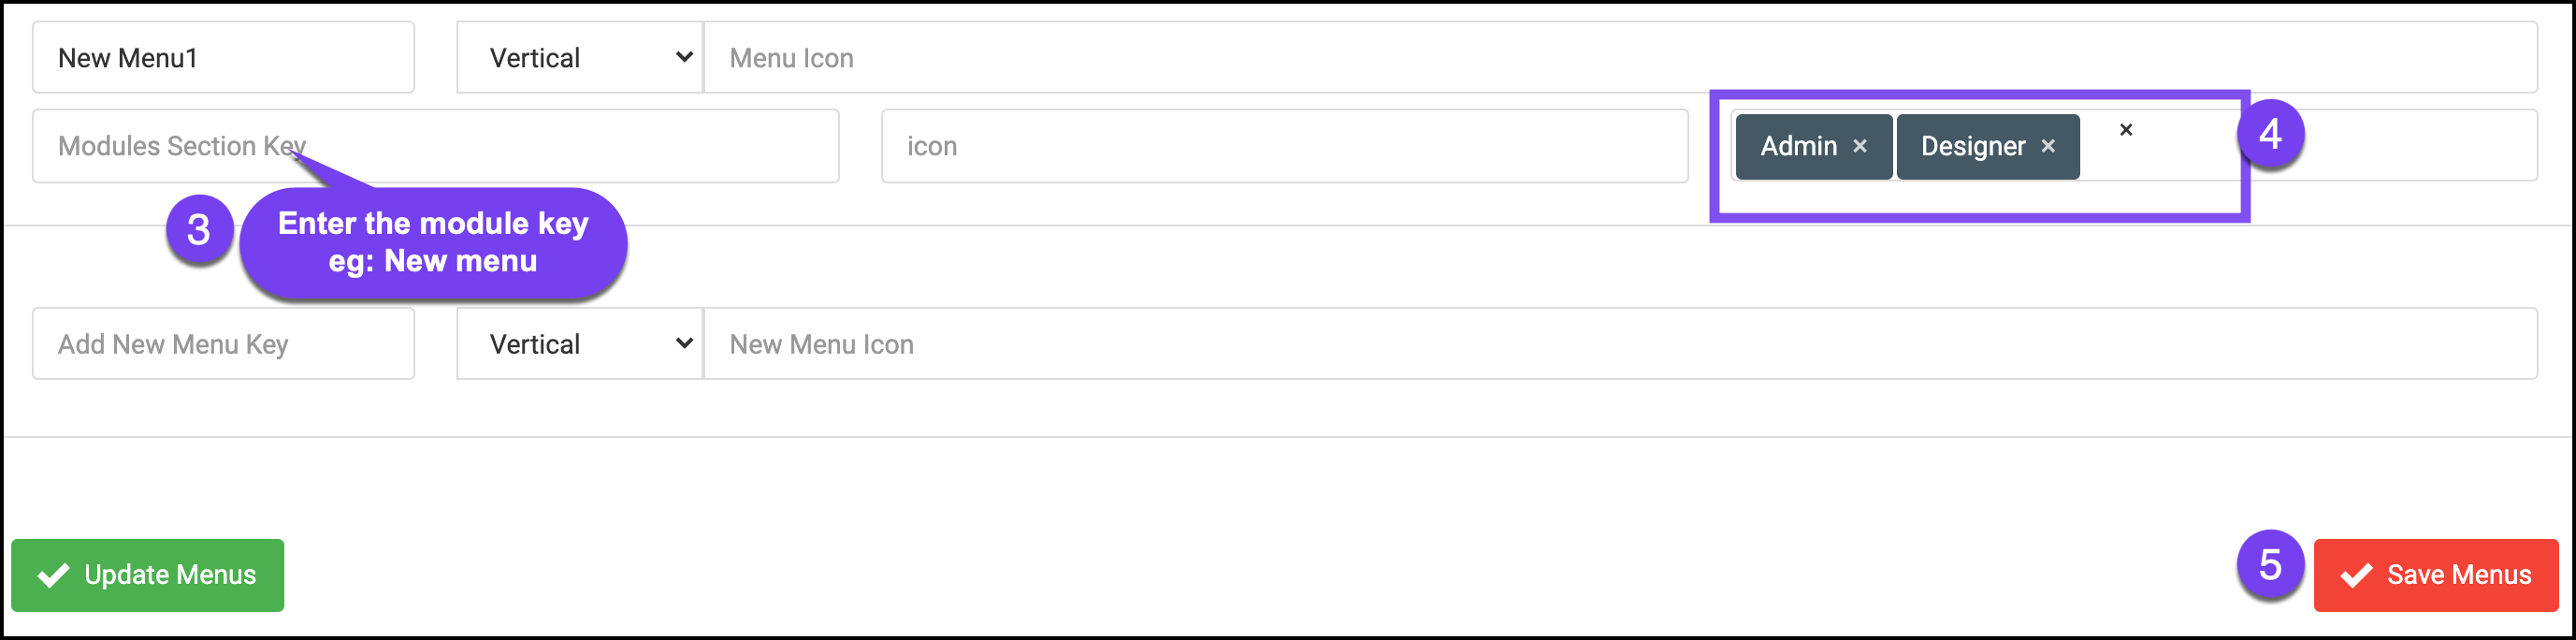 New Menu1 Vertical Menu Icon
Modules Section Key icon Admin × Designer × × 4
3 Enter the module key
eg: New menu
Add New Menu Key Vertical New Menu Icon
Update Menus 5 Save Menus